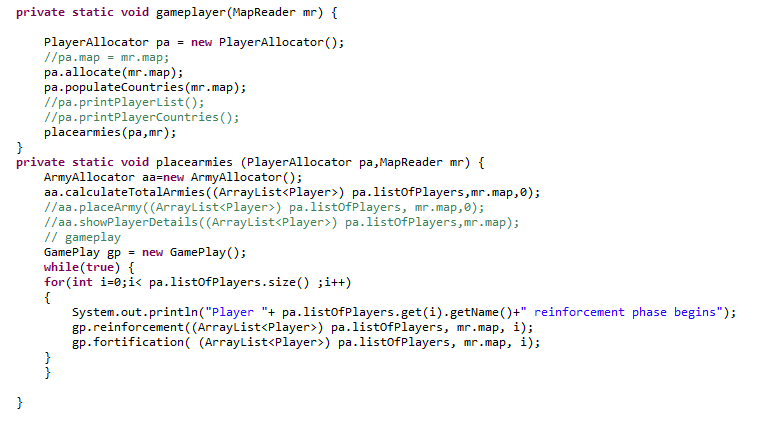 private static void gameplayer(MapReader mr) {
PlayerAllocator pa = new PlayerAllocator();
//pa.map = mr.map;
pa.allocate(mr.map);
pa.populateCountries(mr.map);
//pa.printPlayerList();
//pa.printPlayerCountries();
placearmies(pa,mr);
}
private static void placearmies (PlayerAllocator pa,MapReader mr) {
ArmyAllocator aa=new ArmyAllocator();
aa.calculateTotalArmies((ArrayList<Player>) pa.listOfPlayers,mr.map,0);
//aa.placeArmy((ArrayList<Player>) pa.listOfPlayers, mr.map,0);
//aa.showPlayerDetails((ArrayList<Player>) pa.listOfPlayers,mr.map);
// gameplay
GamePlay gp = new GamePlay();
while(true) {
for(int i=0;i< pa.listOfPlayers.size() ;i++)
{
System.out.println("Player "+ pa.listOfPlayers.get(i).getName()+" reinforcement phase begins");
gp.reinforcement((ArrayList<Player>) pa.listOfPlayers, mr.map, i);
gp.fortification( (ArrayList<Player>) pa.listOfPlayers, mr.map, i);
}
}
}